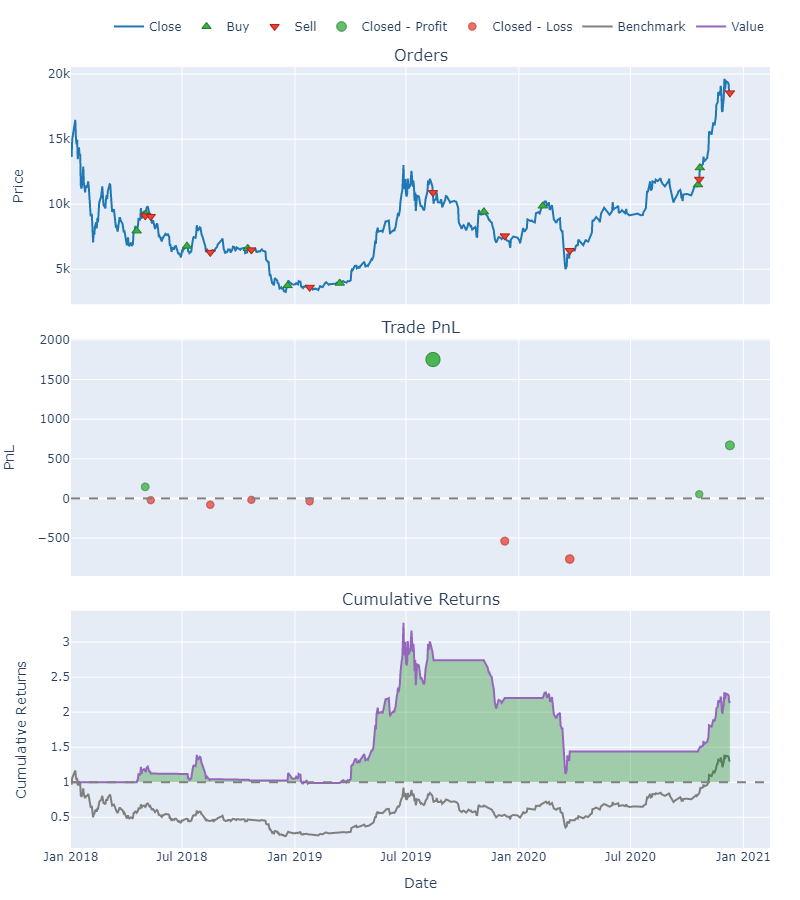 Close Buy Sell Closed - Profit Closed - Loss Benchmark Value
Orders
20k
15k
10k
5k
Price
Trade PnL
2000
1500
1000
500
0
−500
PnL
Cumulative Returns
3
2.5
2
1.5
1
0.5
Cumulative Returns
Jan 2018 Jul 2018 Jan 2019 Jul 2019 Jan 2020 Jul 2020 Jan 2021
Date